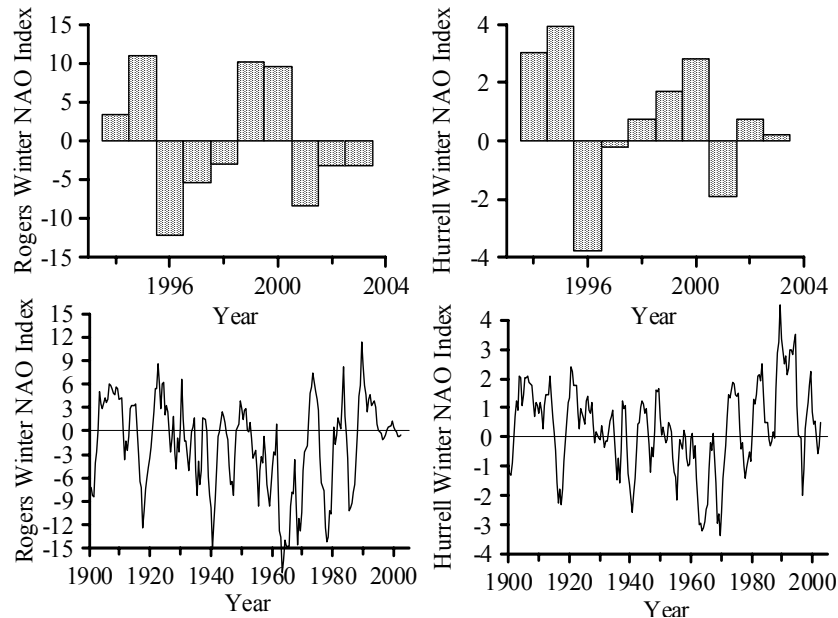 Rogers Winter NAO Index
15
10
5
0
-5
-10
-15
1996 2000 2004
Year
Hurrell Winter NAO Index
4
2
0
-2
-4
1996 2000 2004
Year
Rogers Winter NAO Index
15
12
9
6
3
0
-3
-6
-9
-12
-15
1900 1920 1940 1960 1980 2000
Year
Hurrell Winter NAO Index
4
3
2
1
0
-1
-2
-3
-4
1900 1920 1940 1960 1980 2000
Year